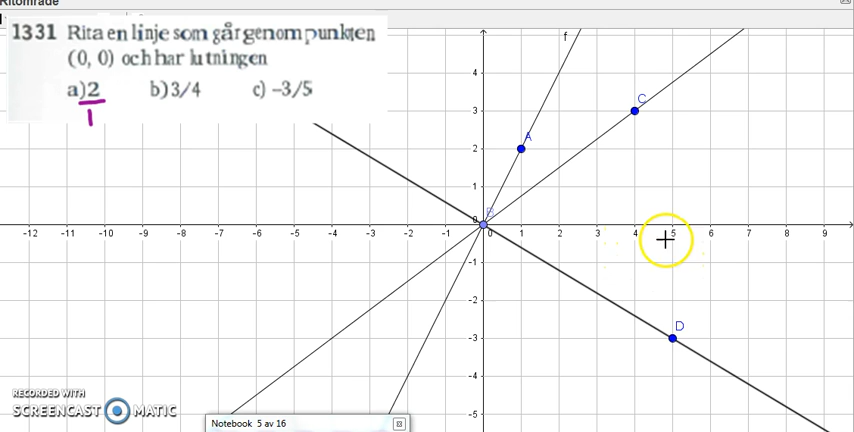 Ritområde
1331 Rita en linje som går genom punkten
(0, 0) och har lutningen
a) 2 b) 3/4 c) –3/5
1
f
4
C
3
A
2
1
B
0
-12 -11 -10 -9 -8 -7 -6 -5 -4 -3 -2 -1 0 1 2 3 4 5 6 7 8 9
-1
-2
D
-3
-4
-5
RECORDED WITH
SCREENCAST MATIC
Notebook 5 av 16